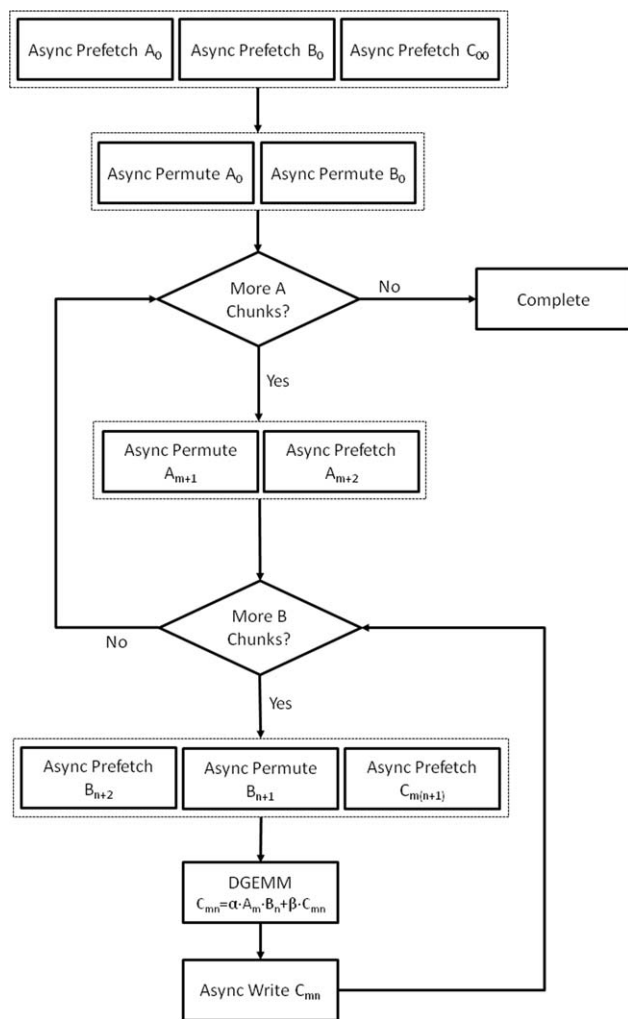 Async Prefetch A₀
Async Prefetch B₀
Async Prefetch C₀₀
Async Permute A₀
Async Permute B₀
More A
Chunks?
No
Complete
Yes
Async Permute
Aₘ₊₁
Async Prefetch
Aₘ₊₂
More B
Chunks?
No
Yes
Async Prefetch
Bₙ₊₂
Async Permute
Bₙ₊₁
Async Prefetch
Cₘ₍ₙ₊₁₎
DGEMM
Cₘₙ=α·Aₘ·Bₙ+β·Cₘₙ
Async Write Cₘₙ